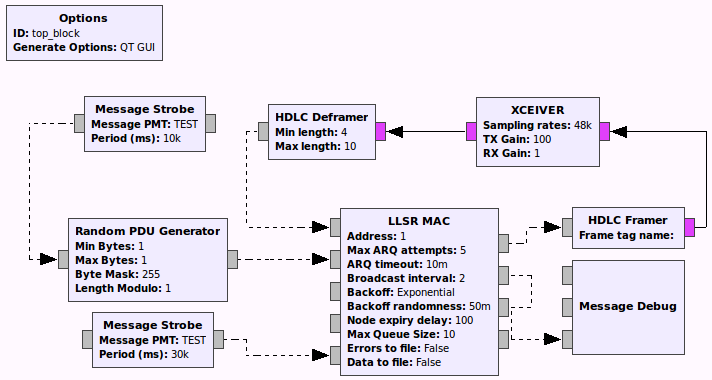 Options
ID: top_block
Generate Options: QT GUI
Message Strobe
Message PMT: TEST
Period (ms): 10k
HDLC Deframer
Min length: 4
Max length: 10
XCEIVER
Sampling rates: 48k
TX Gain: 100
RX Gain: 1
Random PDU Generator
Min Bytes: 1
Max Bytes: 1
Byte Mask: 255
Length Modulo: 1
LLSR MAC
Address: 1
Max ARQ attempts: 5
ARQ timeout: 10m
Broadcast interval: 2
Backoff: Exponential
Backoff randomness: 50m
Node expiry delay: 100
Max Queue Size: 10
Errors to file: False
Data to file: False
HDLC Framer
Frame tag name:
Message Debug
Message Strobe
Message PMT: TEST
Period (ms): 30k